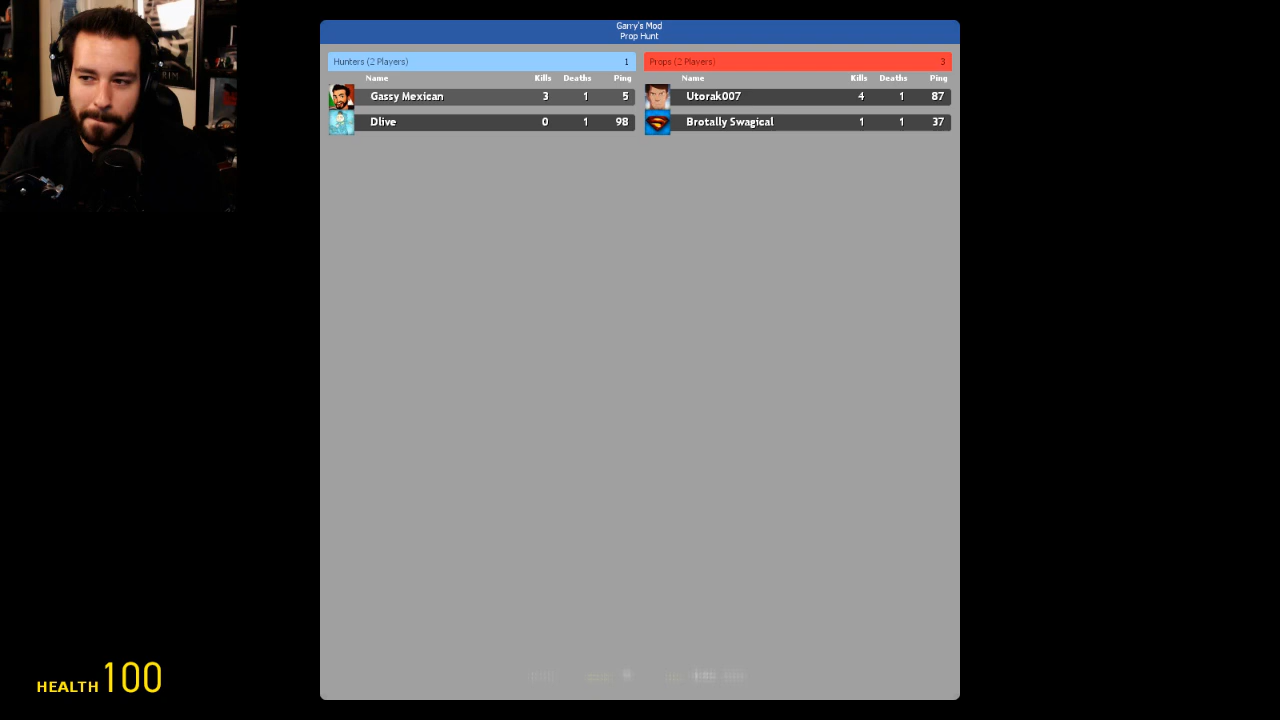 Garry's Mod
Prop Hunt
Hunters (2 Players) 1
Name Kills Deaths Ping
Gassy Mexican 3 1 5
Dlive 0 1 98
Props (2 Players) 3
Name Kills Deaths Ping
Utorak007 4 1 87
Brotally Swagical 1 1 37
HEALTH 100